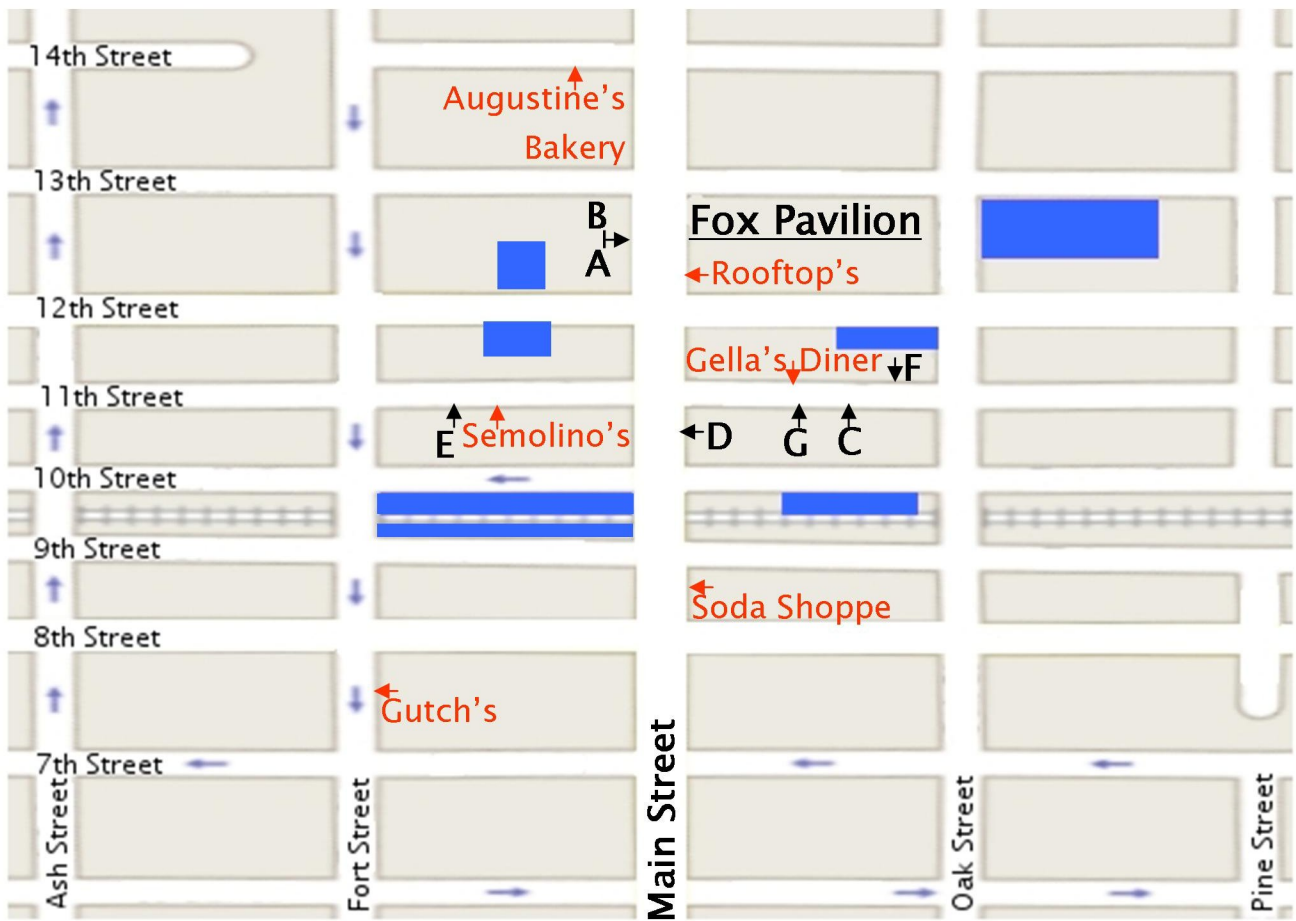 14th Street
Augustine's
Bakery
13th Street
B
Fox Pavilion
A
Rooftop's
12th Street
Gella's Diner
F
11th Street
E
Semolino's
D
G
C
10th Street
9th Street
Soda Shoppe
8th Street
Gutch's
7th Street
Ash Street
Fort Street
Main Street
Oak Street
Pine Street